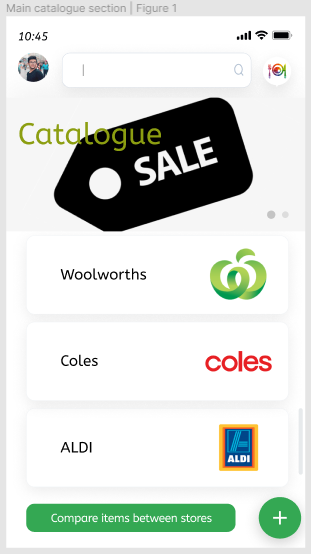 Main catalogue section | Figure 1
10:45
Catalogue
SALE
Woolworths
Coles
coles
ALDI
ALDI
Compare items between stores
+